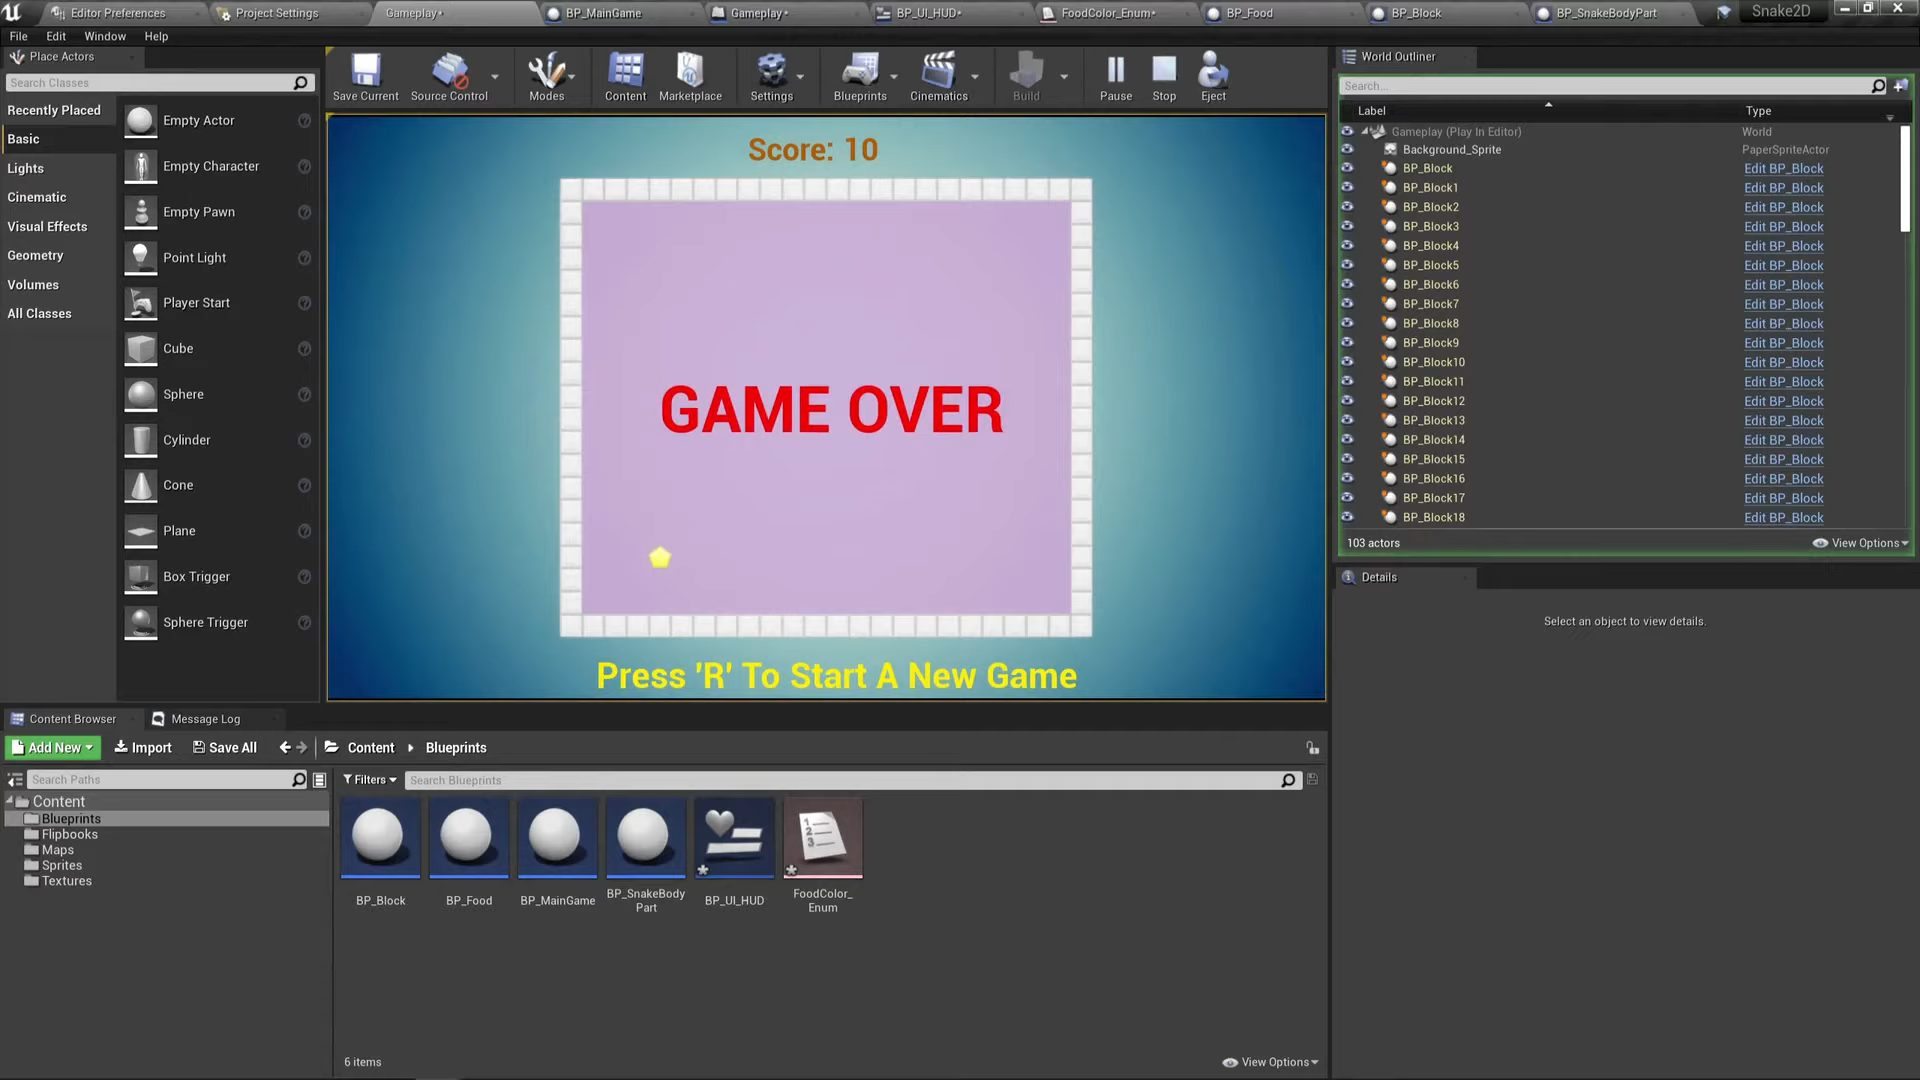 Editor Preferences
Project Settings
Gameplay•
BP_MainGame
Gameplay•
BP_UI_HUD•
FoodColor_Enum•
BP_Food
BP_Block
BP_SnakeBodyPart
Snake2D
File
Edit
Window
Help
Place Actors
Search Classes
Recently Placed
Basic
Lights
Cinematic
Visual Effects
Geometry
Volumes
All Classes
Empty Actor
Empty Character
Empty Pawn
Point Light
Player Start
Cube
Sphere
Cylinder
Cone
Plane
Box Trigger
Sphere Trigger
Save Current
Source Control
Modes
Content
Marketplace
Settings
Blueprints
Cinematics
Build
Pause
Stop
Eject
Score: 10
GAME OVER
Press 'R' To Start A New Game
World Outliner
Search...
Label
Type
Gameplay (Play In Editor) World
Background_Sprite PaperSpriteActor
BP_Block Edit BP_Block
BP_Block1 Edit BP_Block
BP_Block2 Edit BP_Block
BP_Block3 Edit BP_Block
BP_Block4 Edit BP_Block
BP_Block5 Edit BP_Block
BP_Block6 Edit BP_Block
BP_Block7 Edit BP_Block
BP_Block8 Edit BP_Block
BP_Block9 Edit BP_Block
BP_Block10 Edit BP_Block
BP_Block11 Edit BP_Block
BP_Block12 Edit BP_Block
BP_Block13 Edit BP_Block
BP_Block14 Edit BP_Block
BP_Block15 Edit BP_Block
BP_Block16 Edit BP_Block
BP_Block17 Edit BP_Block
BP_Block18 Edit BP_Block
103 actors
View Options
Details
Select an object to view details.
Content Browser
Message Log
Add New
Import
Save All
Content
Blueprints
Search Paths
Filters
Search Blueprints
Content
Blueprints
Flipbooks
Maps
Sprites
Textures
BP_Block
BP_Food
BP_MainGame
BP_SnakeBody
Part
BP_UI_HUD
FoodColor_
Enum
6 items
View Options